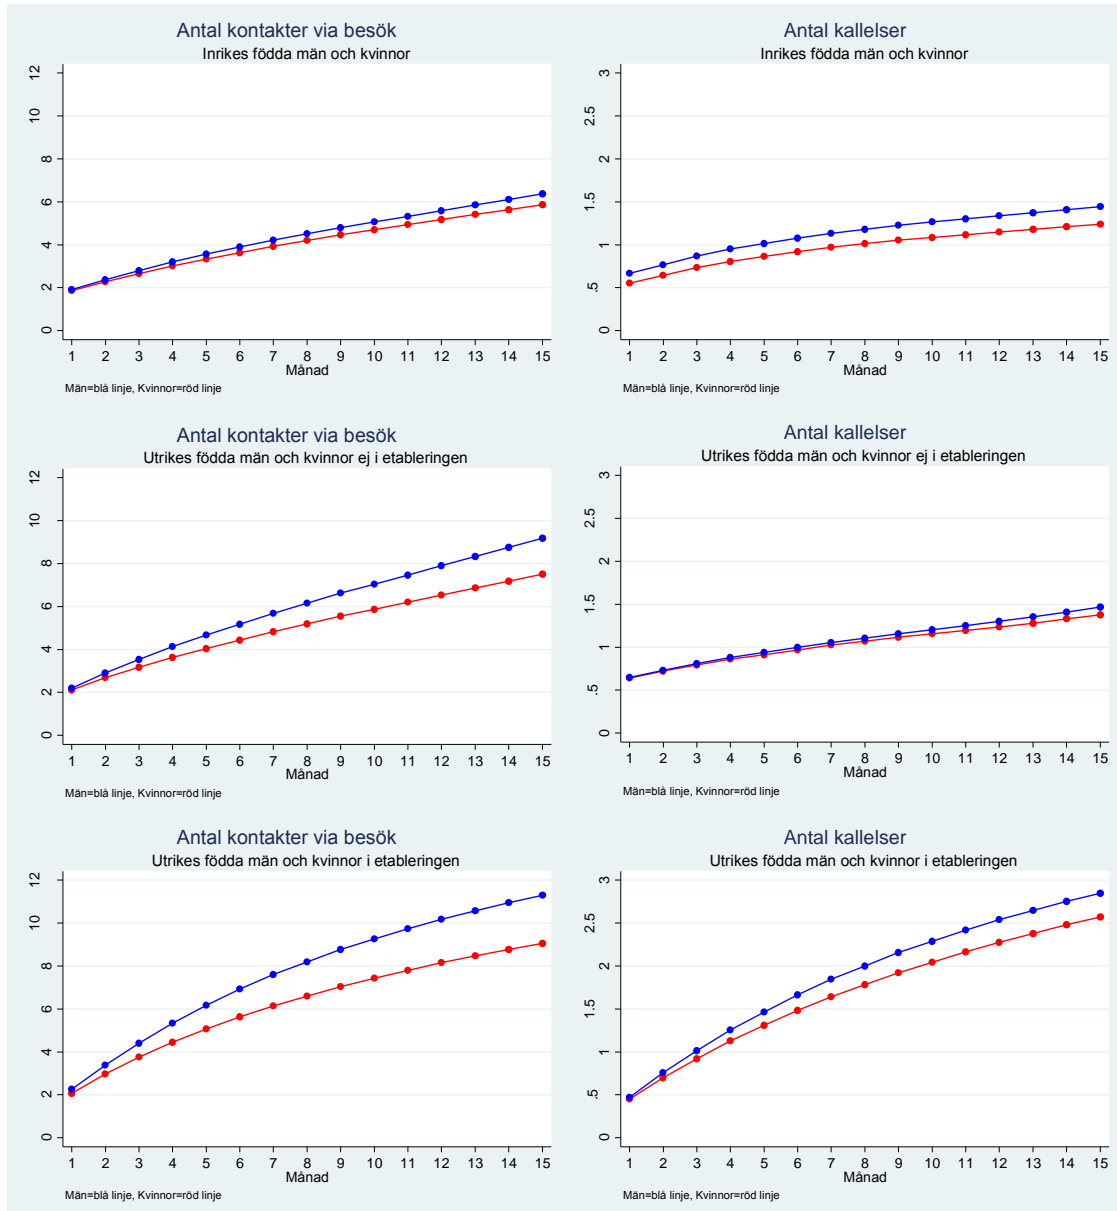 Antal kontakter via besök
Inrikes födda män och kvinnor
12
10
8
6
4
2
0
1 2 3 4 5 6 7 8 9 10 11 12 13 14 15
Månad
Män=blå linje, Kvinnor=röd linje
Antal kallelser
Inrikes födda män och kvinnor
3
2.5
2
1.5
1
.5
0
1 2 3 4 5 6 7 8 9 10 11 12 13 14 15
Månad
Män=blå linje, Kvinnor=röd linje
Antal kontakter via besök
Utrikes födda män och kvinnor ej i etableringen
12
10
8
6
4
2
0
1 2 3 4 5 6 7 8 9 10 11 12 13 14 15
Månad
Män=blå linje, Kvinnor=röd linje
Antal kallelser
Utrikes födda män och kvinnor ej i etableringen
3
2.5
2
1.5
1
.5
0
1 2 3 4 5 6 7 8 9 10 11 12 13 14 15
Månad
Män=blå linje, Kvinnor=röd linje
Antal kontakter via besök
Utrikes födda män och kvinnor i etableringen
12
10
8
6
4
2
0
1 2 3 4 5 6 7 8 9 10 11 12 13 14 15
Månad
Män=blå linje, Kvinnor=röd linje
Antal kallelser
Utrikes födda män och kvinnor i etableringen
3
2.5
2
1.5
1
.5
0
1 2 3 4 5 6 7 8 9 10 11 12 13 14 15
Månad
Män=blå linje, Kvinnor=röd linje